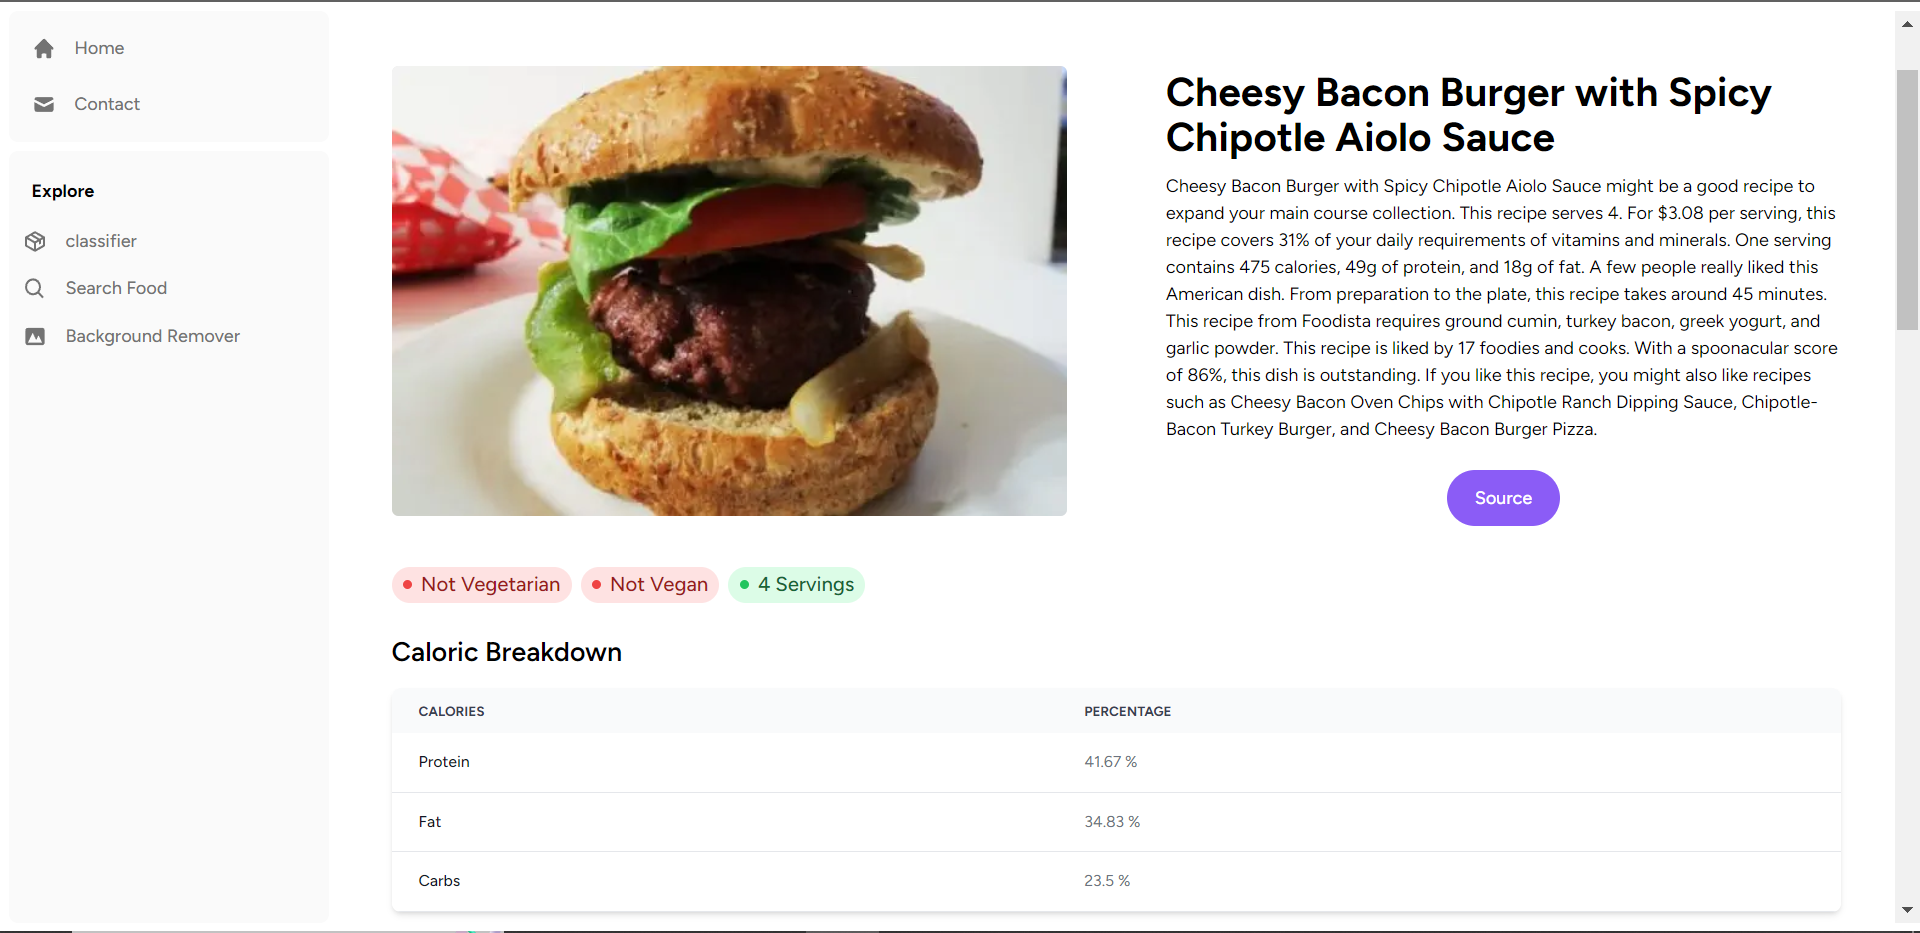 Home
Contact
Explore
classifier
Search Food
Background Remover
Cheesy Bacon Burger with Spicy
Chipotle Aiolo Sauce
Cheesy Bacon Burger with Spicy Chipotle Aiolo Sauce might be a good recipe to
expand your main course collection. This recipe serves 4. For $3.08 per serving, this
recipe covers 31% of your daily requirements of vitamins and minerals. One serving
contains 475 calories, 49g of protein, and 18g of fat. A few people really liked this
American dish. From preparation to the plate, this recipe takes around 45 minutes.
This recipe from Foodista requires ground cumin, turkey bacon, greek yogurt, and
garlic powder. This recipe is liked by 17 foodies and cooks. With a spoonacular score
of 86%, this dish is outstanding. If you like this recipe, you might also like recipes
such as Cheesy Bacon Oven Chips with Chipotle Ranch Dipping Sauce, Chipotle-
Bacon Turkey Burger, and Cheesy Bacon Burger Pizza.
Source
Not Vegetarian
Not Vegan
4 Servings
Caloric Breakdown
CALORIES PERCENTAGE
Protein 41.67 %
Fat 34.83 %
Carbs 23.5 %